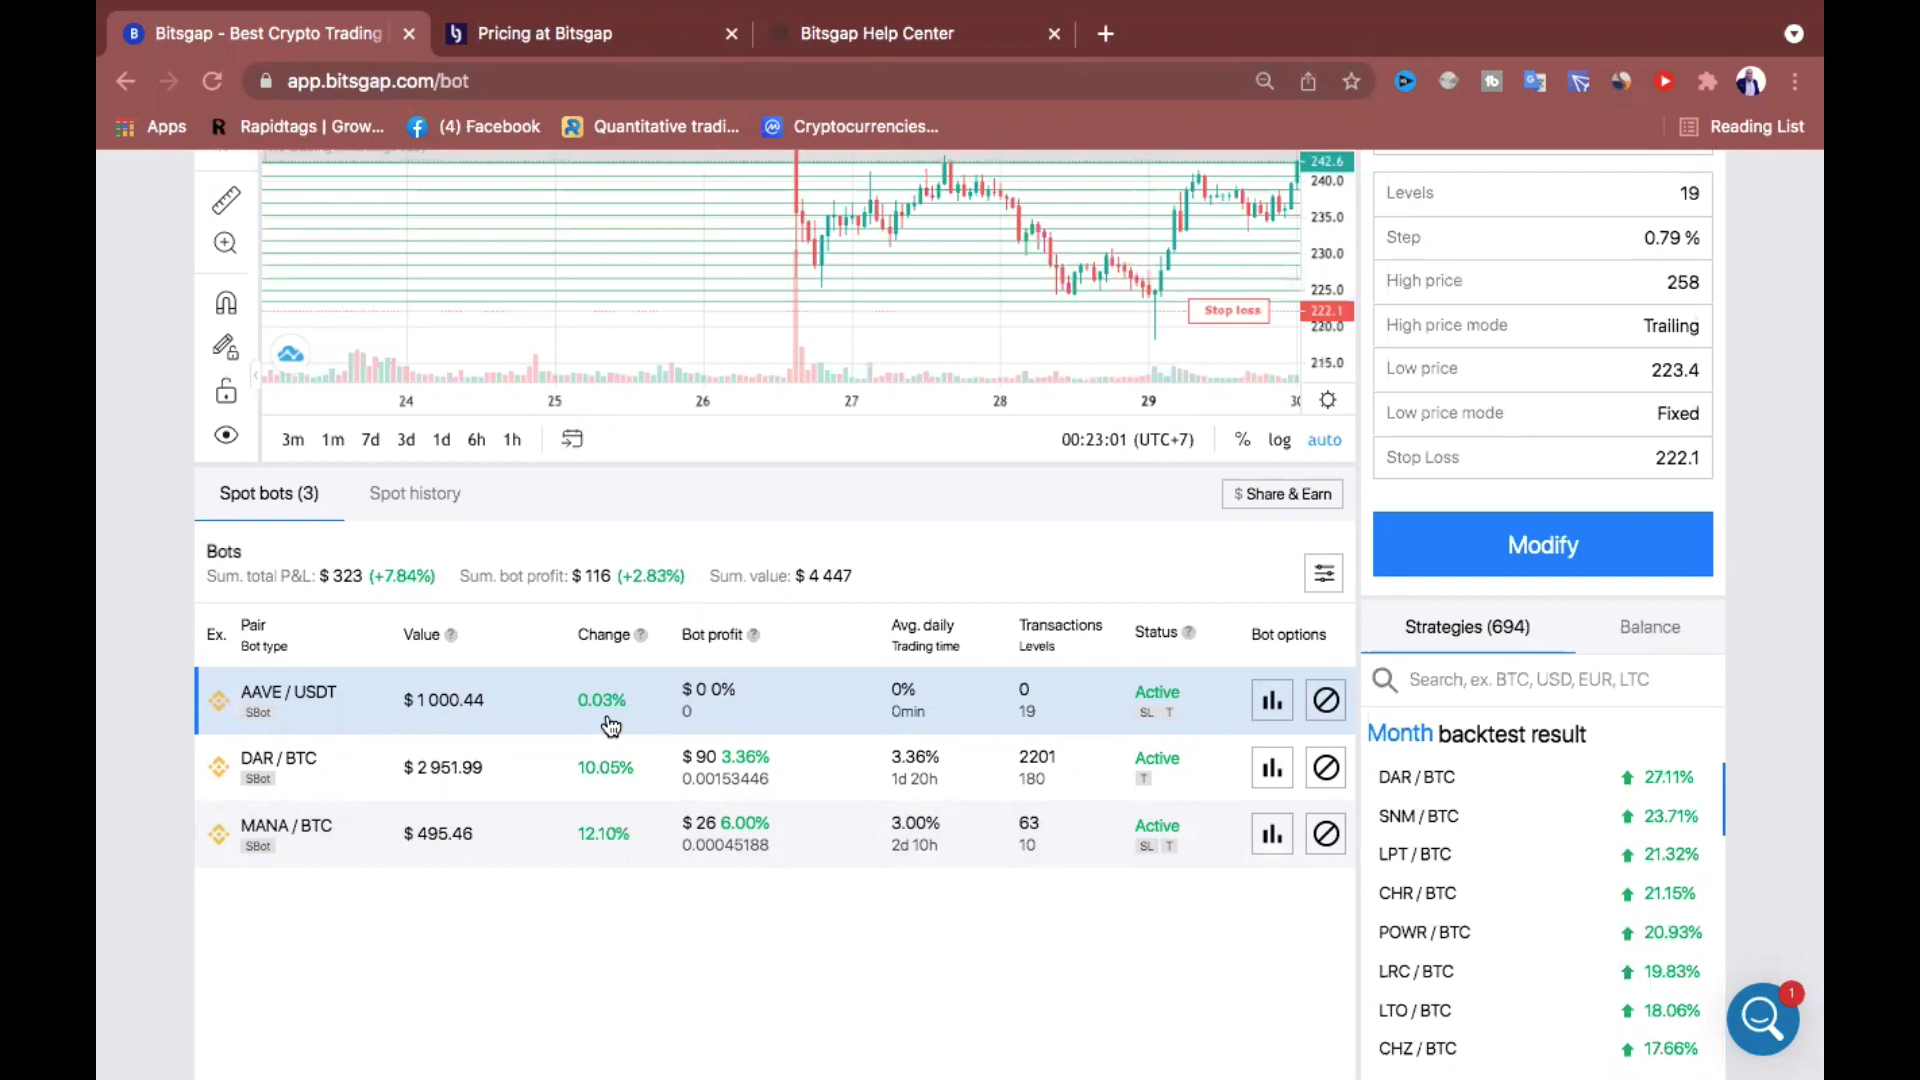 Bitsgap - Best Crypto Trading
Pricing at Bitsgap
Bitsgap Help Center
app.bitsgap.com/bot
Apps
Rapidtags | Grow...
(4) Facebook
Quantitative tradi...
Cryptocurrencies...
Reading List
242.6
240.0
235.0
230.0
225.0
Stop loss
222.1
220.0
215.0
24
25
26
27
28
29
3m
1m
7d
3d
1d
6h
1h
00:23:01 (UTC+7)
%
log
auto
Levels 19
Step 0.79 %
High price 258
High price mode Trailing
Low price 223.4
Low price mode Fixed
Stop Loss 222.1
Modify
Spot bots (3)
Spot history
$ Share & Earn
Bots
Sum. total P&L: $ 323 (+7.84%) Sum. bot profit: $ 116 (+2.83%) Sum. value: $ 4 447
Ex.
Pair
Bot type
Value ?
Change ?
Bot profit ?
Avg. daily
Trading time
Transactions
Levels
Status ?
Bot options
AAVE / USDT
SBot
$ 1 000.44
0.03%
$ 0 0%
0
0%
0min
0
19
Active
SL T
DAR / BTC
SBot
$ 2 951.99
10.05%
$ 90 3.36%
0.00153446
3.36%
1d 20h
2201
180
Active
T
MANA / BTC
SBot
$ 495.46
12.10%
$ 26 6.00%
0.00045188
3.00%
2d 10h
63
10
Active
SL T
Strategies (694)
Balance
Search, ex. BTC, USD, EUR, LTC
Month backtest result
DAR / BTC 27.11%
SNM / BTC 23.71%
LPT / BTC 21.32%
CHR / BTC 21.15%
POWR / BTC 20.93%
LRC / BTC 19.83%
LTO / BTC 18.06%
CHZ / BTC 17.66%
1